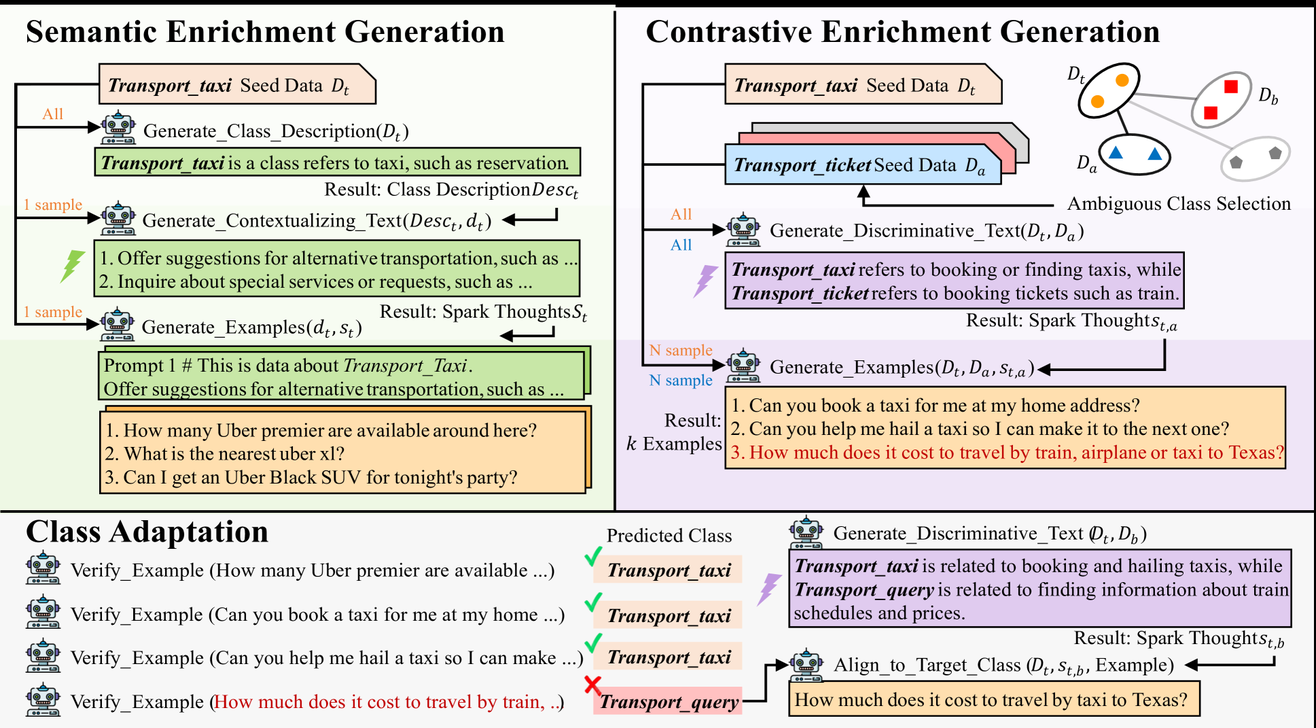 Semantic Enrichment Generation
Transport_taxi Seed Data D_t
All
Generate_Class_Description(D_t)
Transport_taxi is a class refers to taxi, such as reservation.
Result: Class Description Desc_t
1 sample
Generate_Contextualizing_Text(Desc_t, d_t)
1. Offer suggestions for alternative transportation, such as ...
2. Inquire about special services or requests, such as ...
Result: Spark Thoughts S_t
1 sample
Generate_Examples(d_t, s_t)
Prompt 1 # This is data about Transport_Taxi.
Offer suggestions for alternative transportation, such as ...
1. How many Uber premier are available around here?
2. What is the nearest uber xl?
3. Can I get an Uber Black SUV for tonight's party?
Contrastive Enrichment Generation
Transport_taxi Seed Data D_t
D_t
D_b
D_a
Transport_ticket Seed Data D_a
Ambiguous Class Selection
All
All
Generate_Discriminative_Text(D_t, D_a)
Transport_taxi refers to booking or finding taxis, while
Transport_ticket refers to booking tickets such as train.
Result: Spark Thought s_t,a
N sample
N sample
Generate_Examples(D_t, D_a, s_t,a)
Result:
k Examples
1. Can you book a taxi for me at my home address?
2. Can you help me hail a taxi so I can make it to the next one?
3. How much does it cost to travel by train, airplane or taxi to Texas?
Class Adaptation
Predicted Class
Verify_Example (How many Uber premier are available ...)
Transport_taxi
Verify_Example (Can you book a taxi for me at my home ...)
Transport_taxi
Verify_Example (Can you help me hail a taxi so I can make ...)
Transport_taxi
Verify_Example (How much does it cost to travel by train, ..)
Transport_query
Generate_Discriminative_Text (D_t, D_b)
Transport_taxi is related to booking and hailing taxis, while
Transport_query is related to finding information about train
schedules and prices.
Result: Spark Thought s_t,b
Align_to_Target_Class (D_t, s_t,b, Example)
How much does it cost to travel by taxi to Texas?